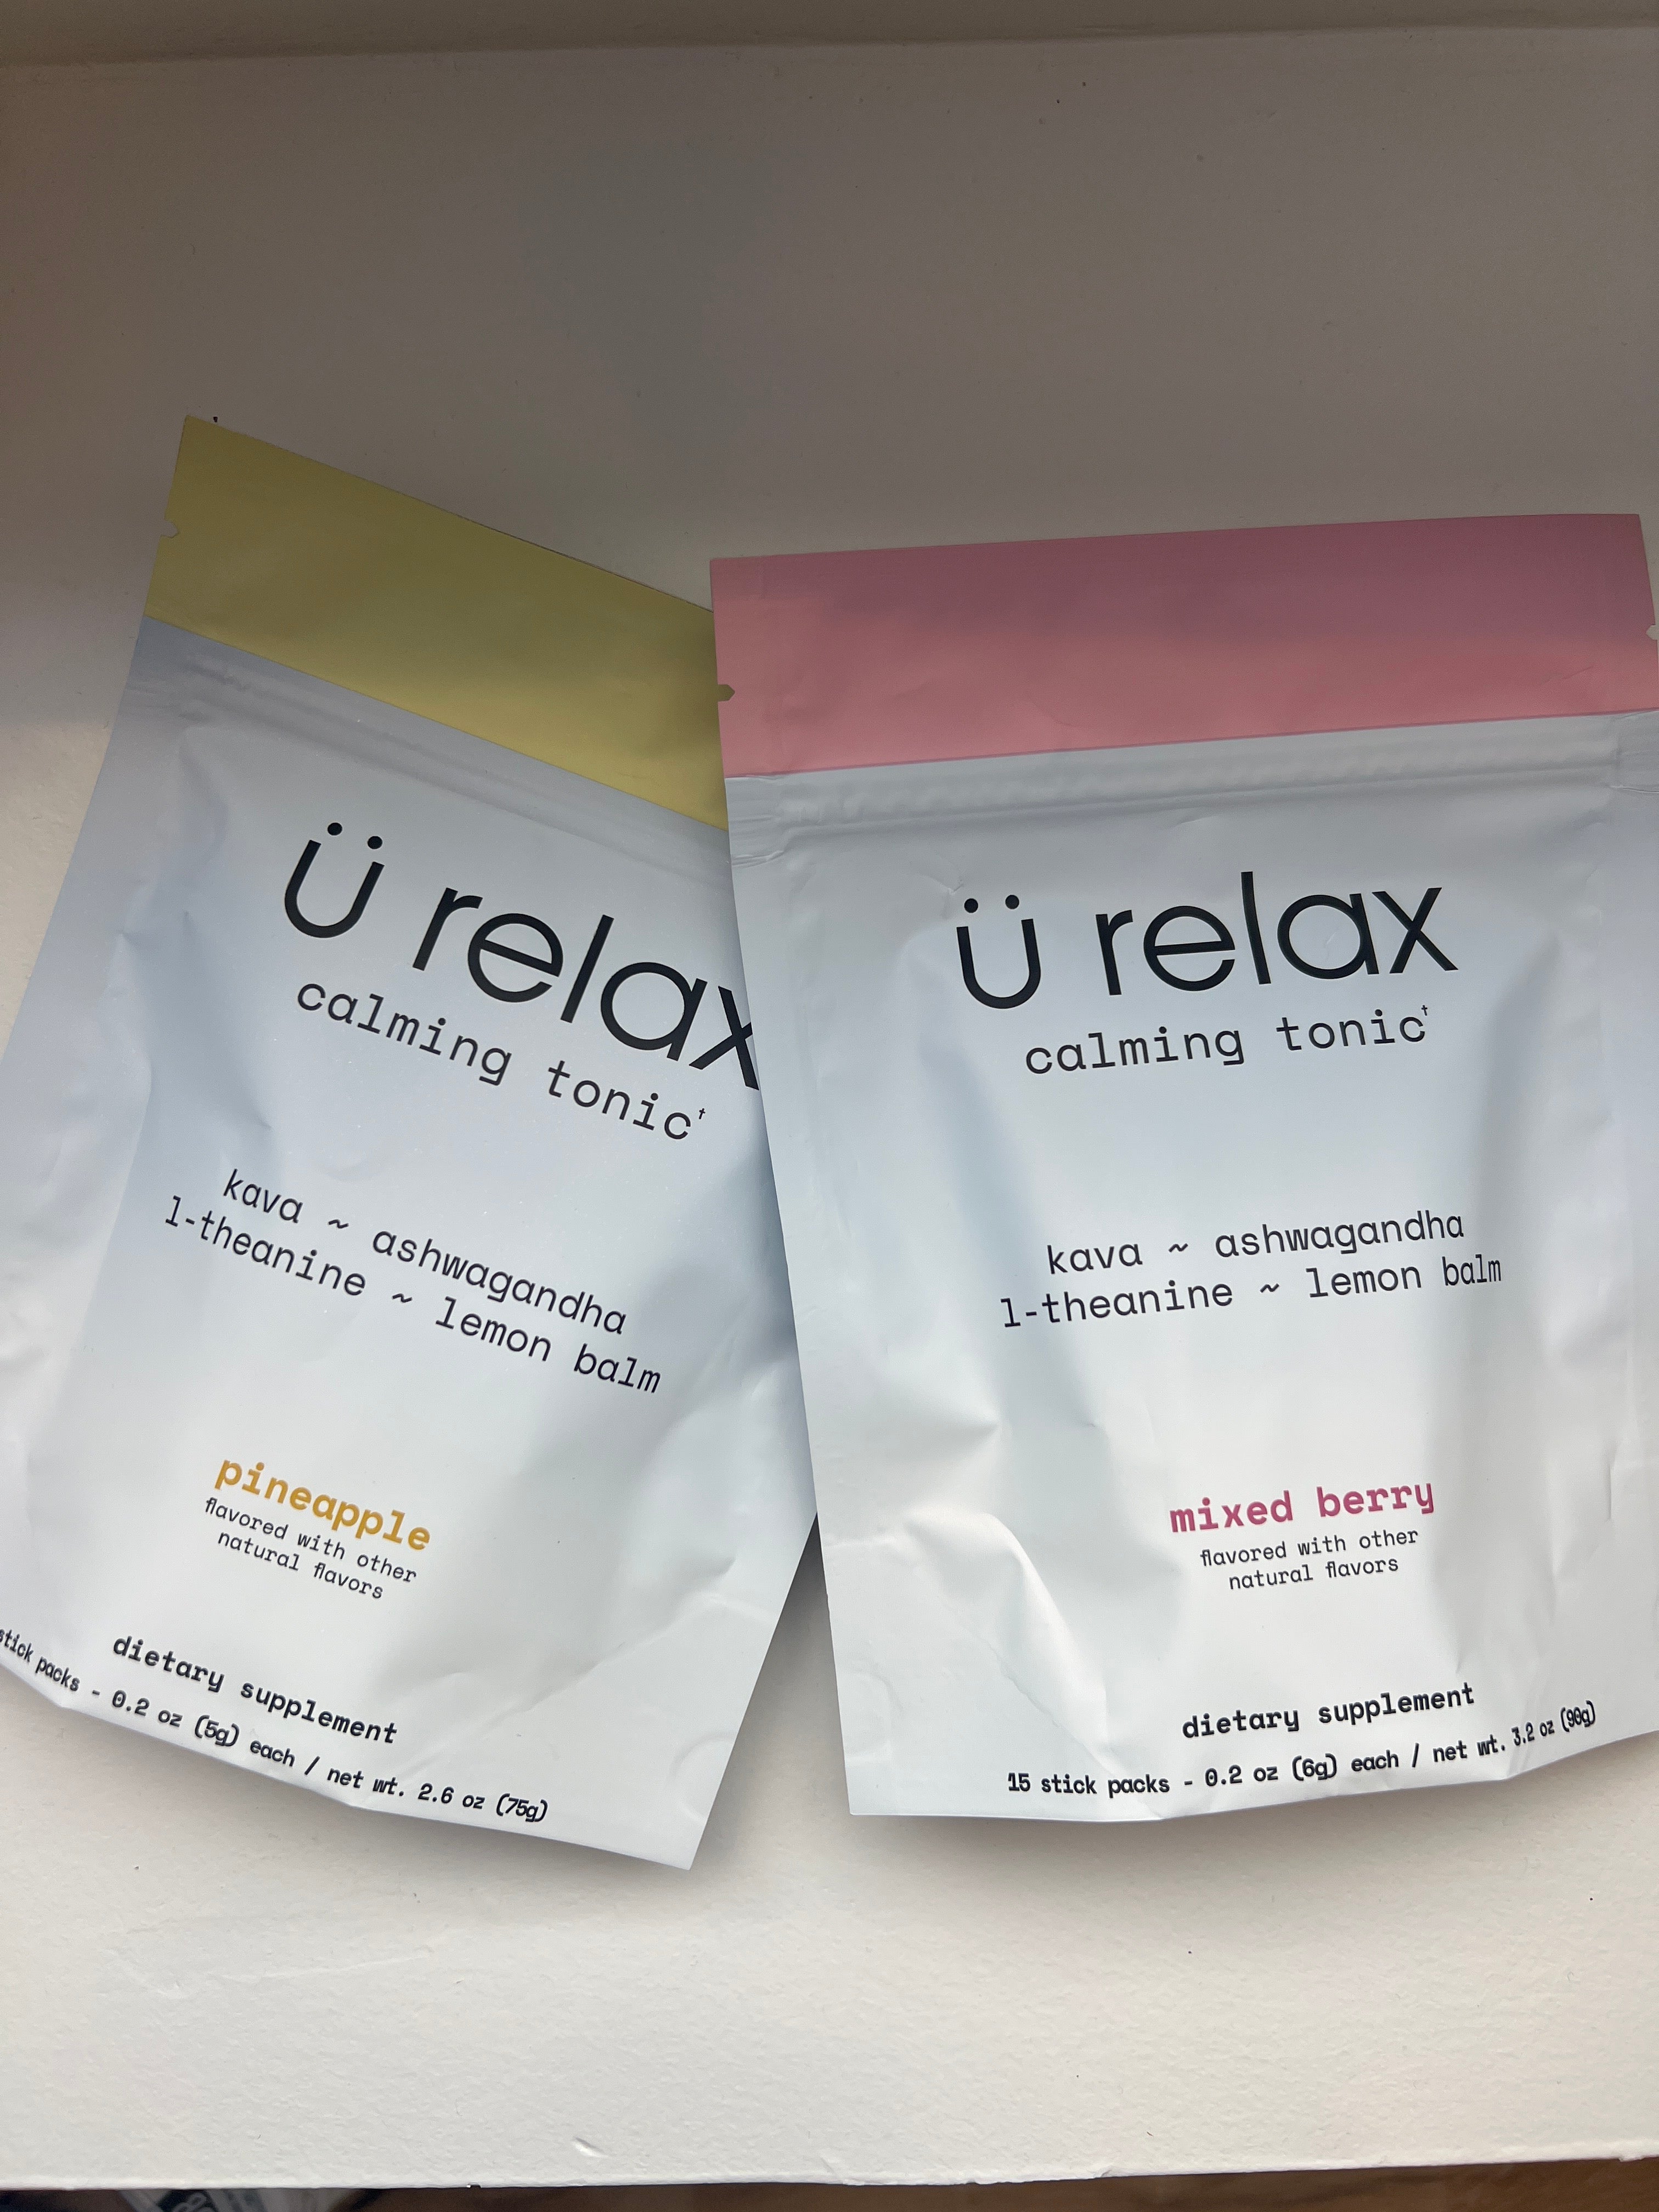 ü relax
calming tonic†
kava ~ ashwagandha
l-theanine ~ lemon balm
pineapple
flavored with other
natural flavors
dietary supplement
stick packs - 0.2 oz (5g) each / net wt. 2.6 oz (75g)
ü relax
calming tonic†
kava ~ ashwagandha
l-theanine ~ lemon balm
mixed berry
flavored with other
natural flavors
dietary supplement
15 stick packs - 0.2 oz (6g) each / net wt. 3.2 oz (90g)